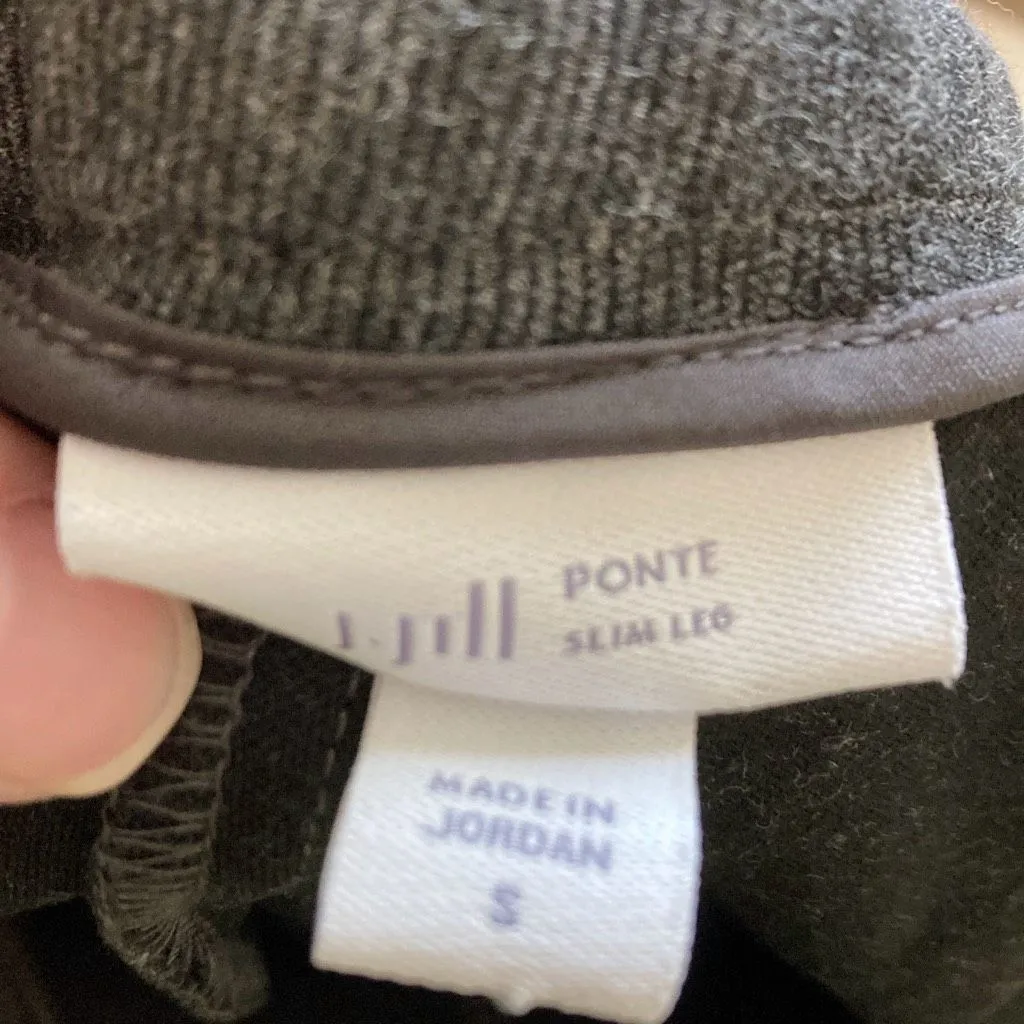 J.Jill
PONTE
SLIM LEG
MADE IN
JORDAN
S